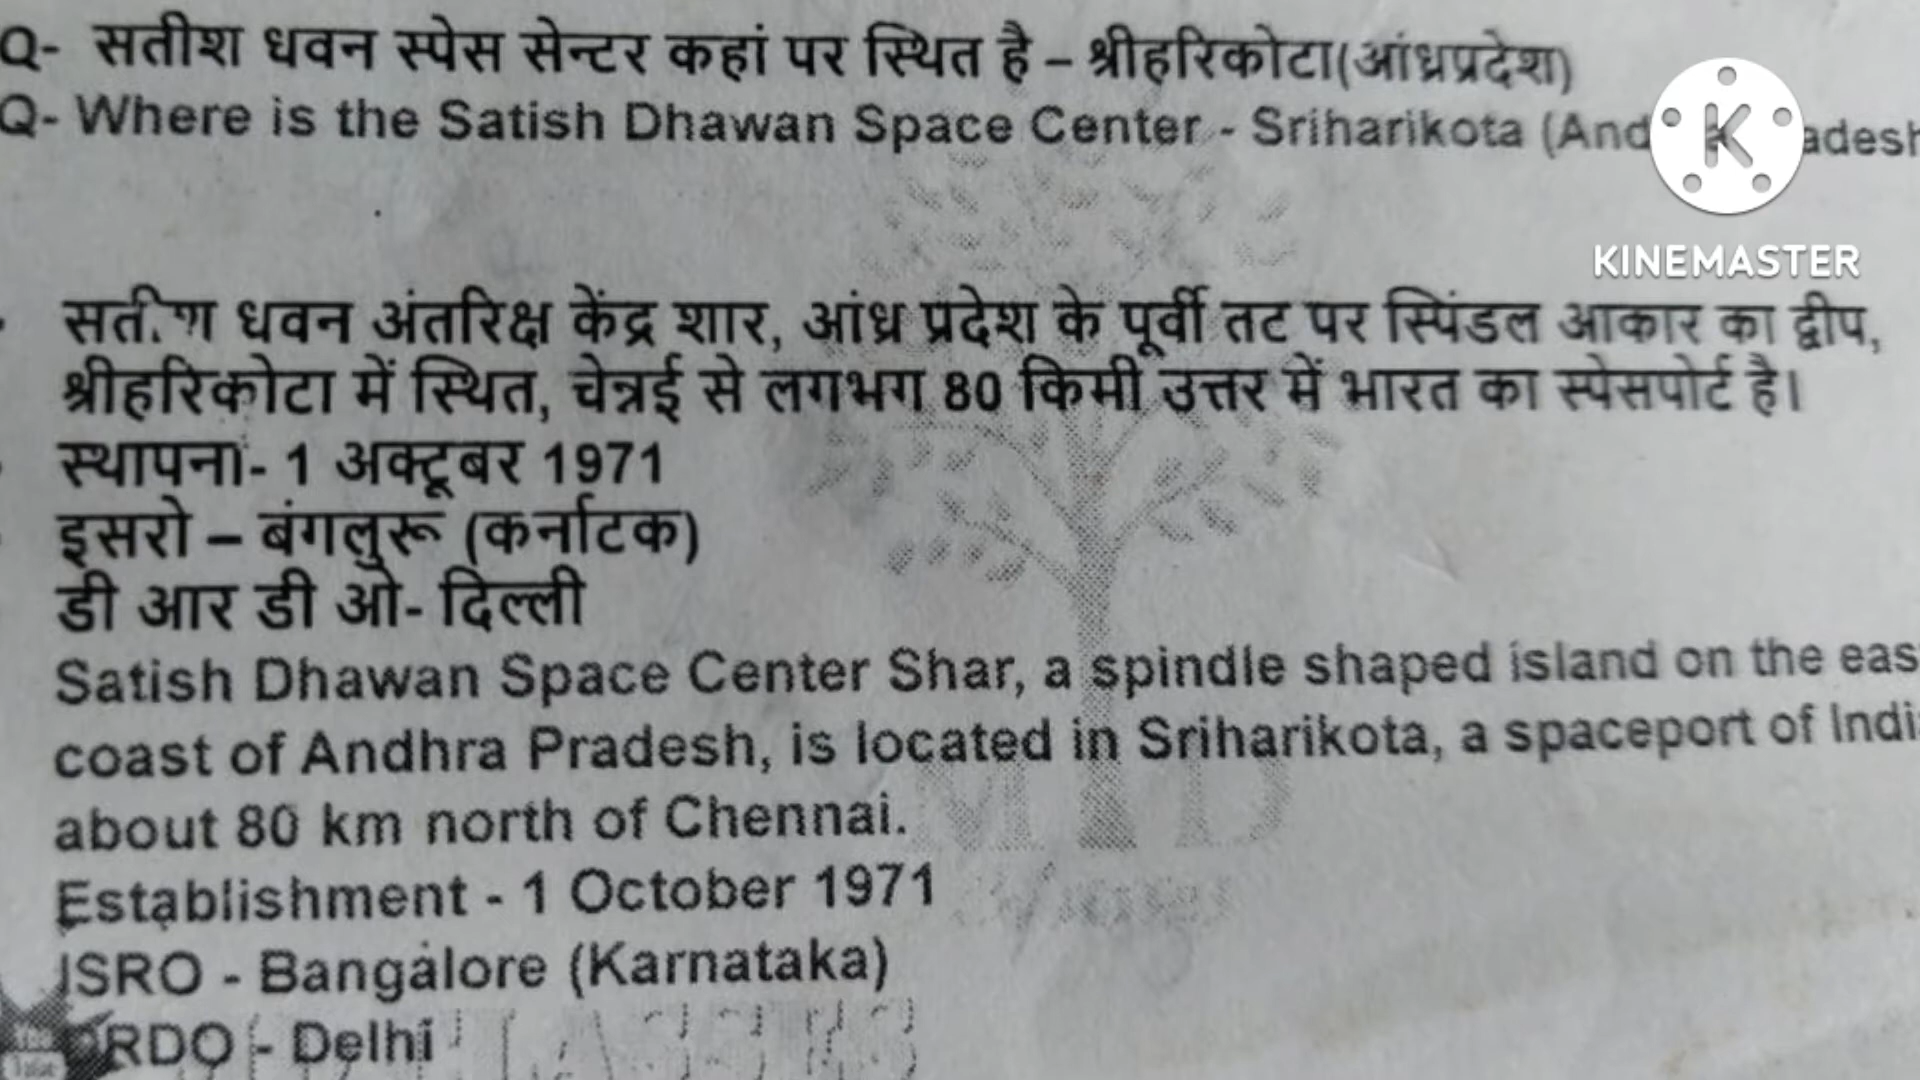 Q- सतीश धवन स्पेस सेन्टर कहां पर स्थित है – श्रीहरिकोटा(आंध्रप्रदेश)
Q- Where is the Satish Dhawan Space Center - Sriharikota (And adesh
KINEMASTER
सतीश धवन अंतरिक्ष केंद्र शार, आंध्र प्रदेश के पूर्वी तट पर स्पिंडल आकार का द्वीप,
श्रीहरिकोटा में स्थित, चेन्नई से लगभग 80 किमी उत्तर में भारत का स्पेसपोर्ट है।
स्थापना- 1 अक्टूबर 1971
इसरो – बंगलुरू (कर्नाटक)
डी आर डी ओ- दिल्ली
Satish Dhawan Space Center Shar, a spindle shaped island on the eas
coast of Andhra Pradesh, is located in Sriharikota, a spaceport of Indi
about 80 km north of Chennai.
Establishment - 1 October 1971
ISRO - Bangalore (Karnataka)
DRDO - Delhi